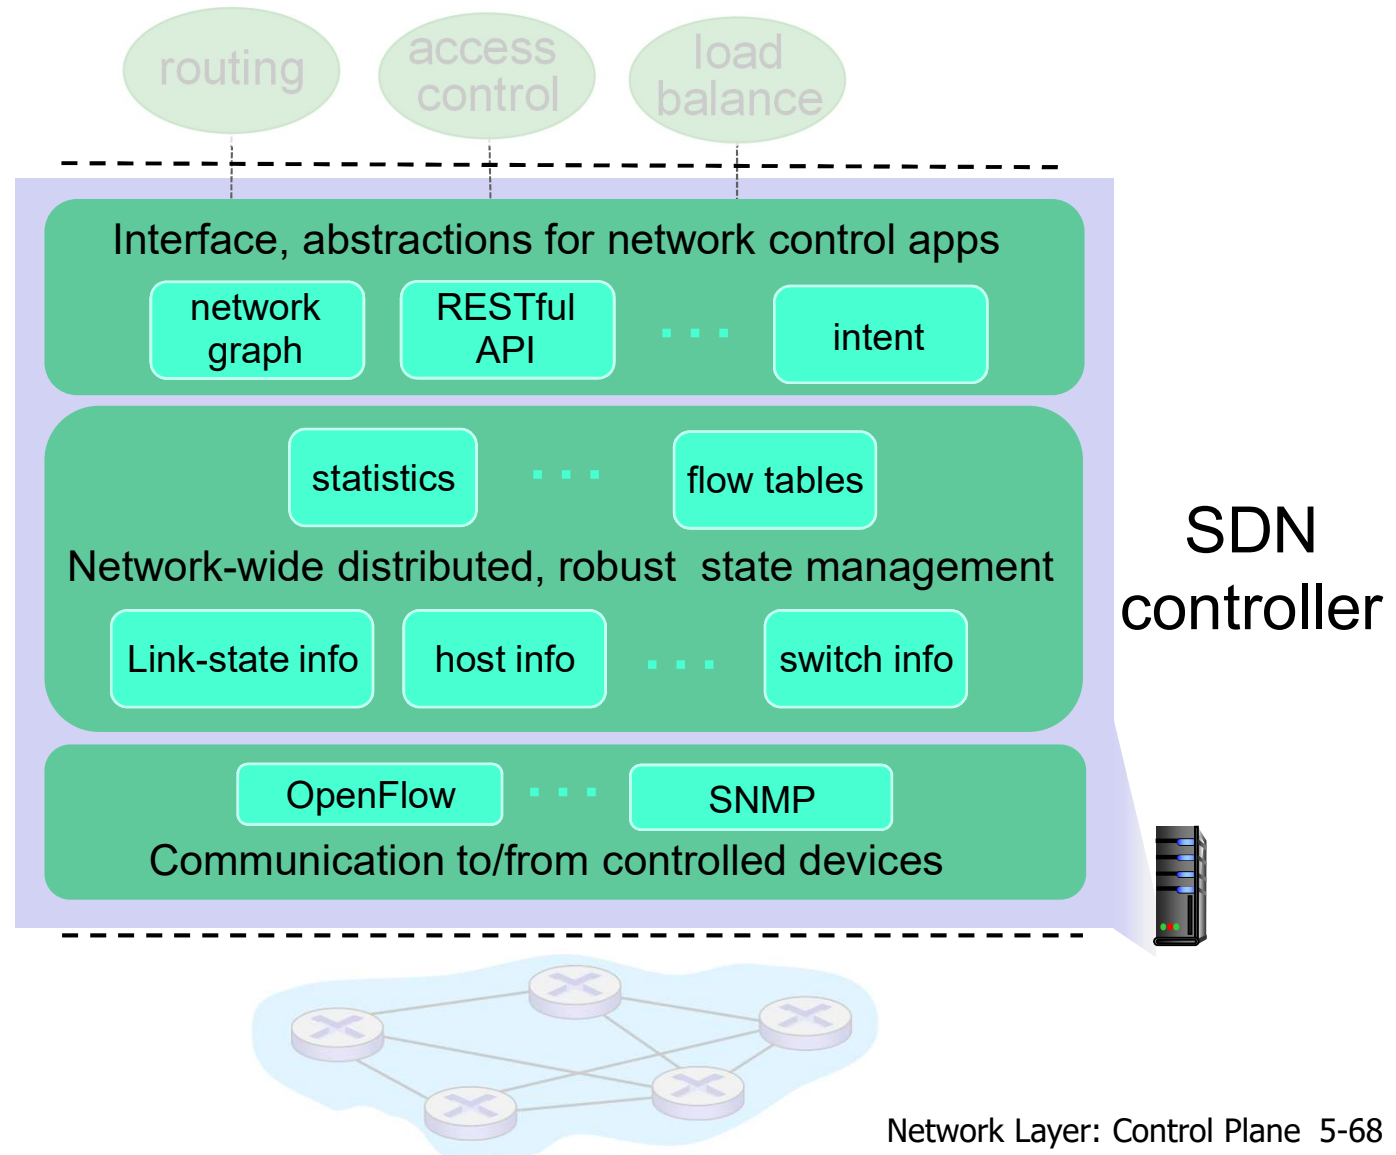 routing
access
control
load
balance
Interface, abstractions for network control apps
network
graph
RESTful
API
. . .
intent
statistics
. . .
flow tables
Network-wide distributed, robust  state management
Link-state info
host info
. . .
switch info
OpenFlow
. . .
SNMP
Communication to/from controlled devices
SDN
controller
Network Layer: Control Plane  5-68